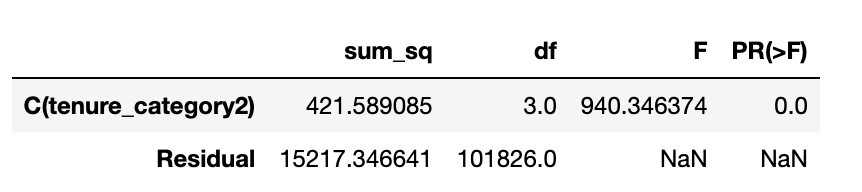 sum_sq df F PR(>F)
C(tenure_category2) 421.589085 3.0 940.346374 0.0
Residual 15217.346641 101826.0 NaN NaN